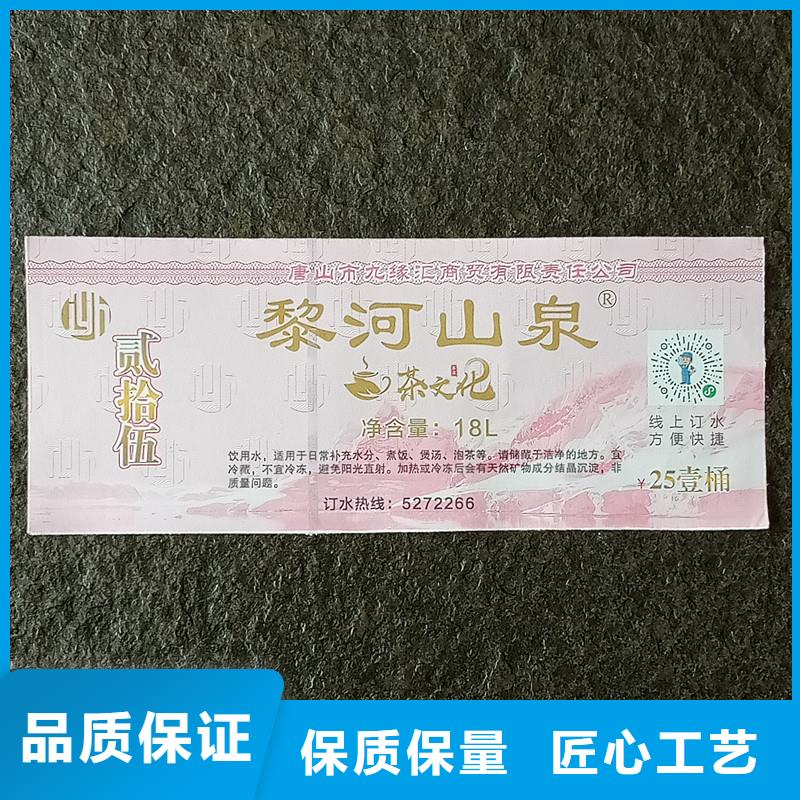 唐山市九缘汇商贸有限责任公司
黎河山泉®
贰拾伍
茶文化
净含量：18L
线上订水
方便快捷
饮用水，适用于日常补充水分、煮饭、煲汤、泡茶等。请储藏于洁净的地方。宜
冷藏，不宜冷冻，避免阳光直射。加热或冷冻后会有天然矿物成分结晶沉淀，非
质量问题。
¥25壹桶
订水热线：5272266
品质保证
保质保量 匠心工艺